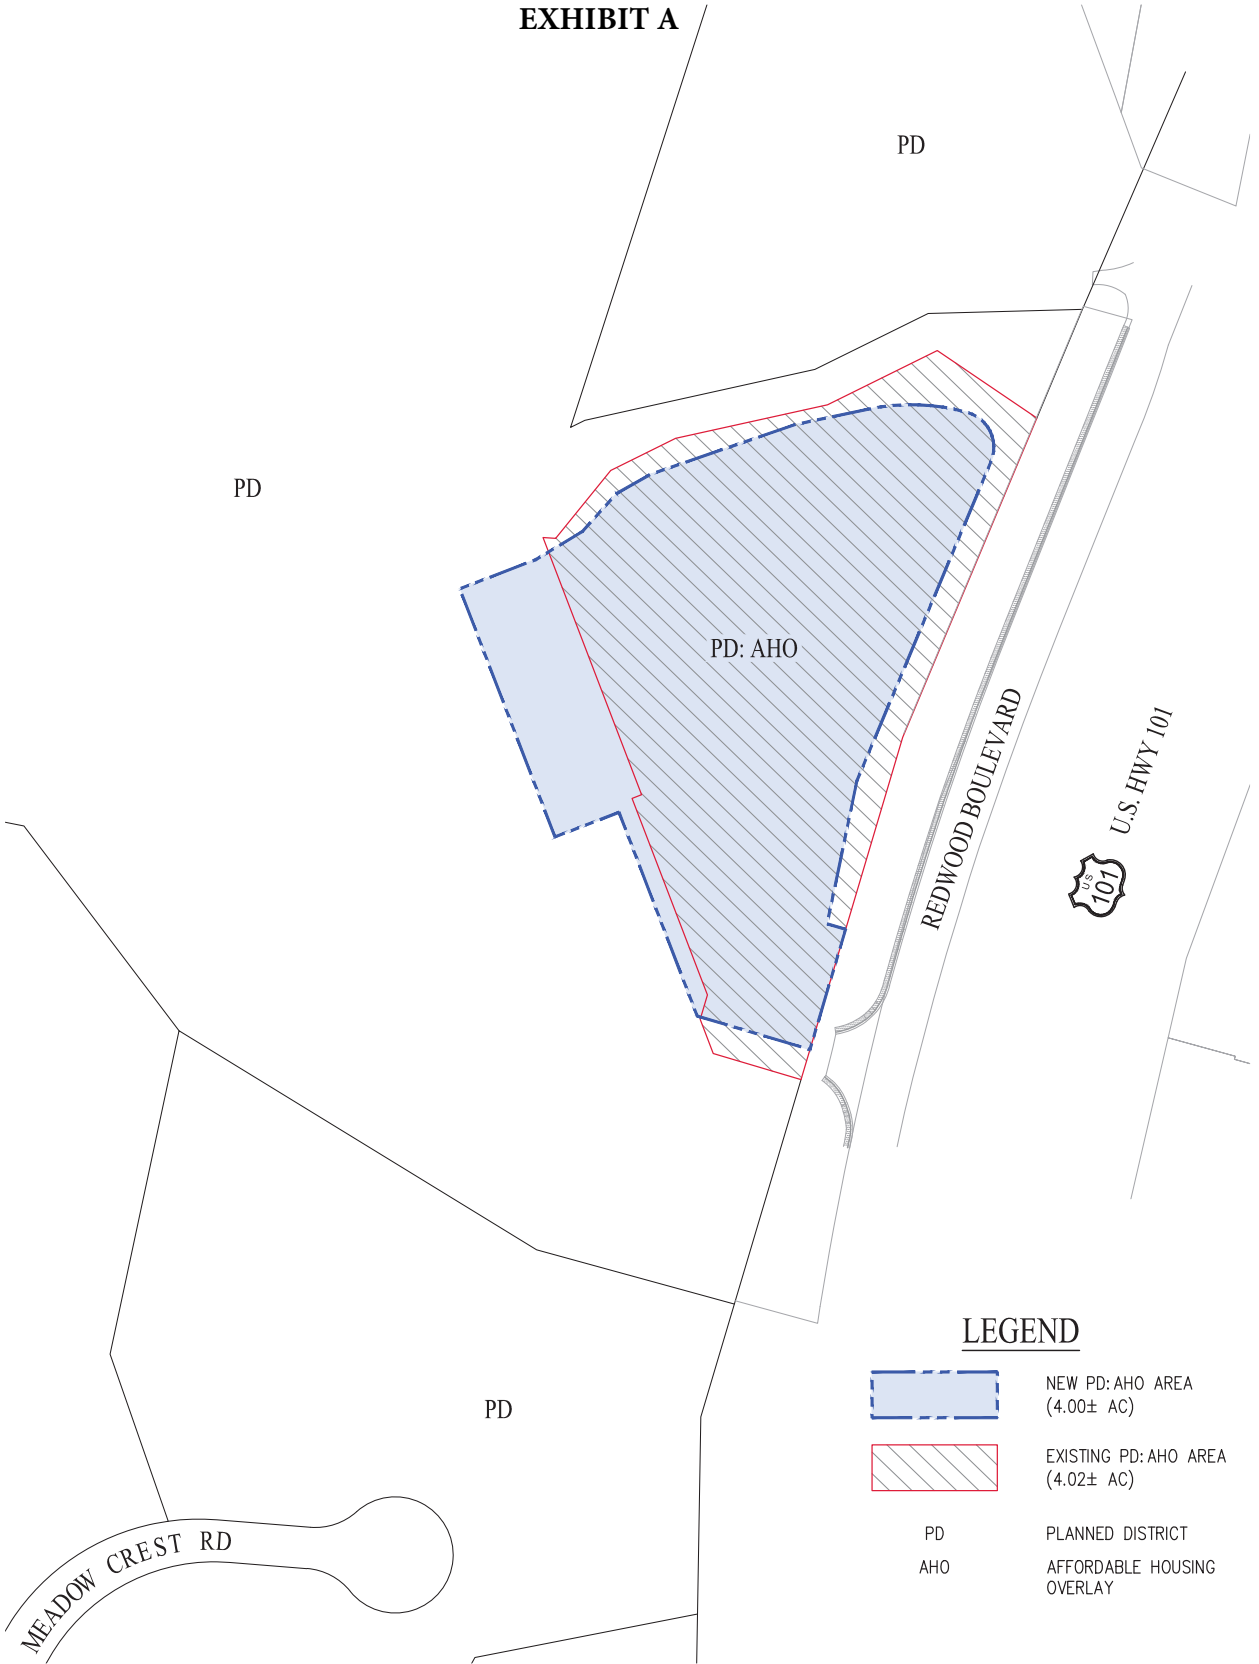 EXHIBIT A
PD
PD
PD: AHO
REDWOOD BOULEVARD
U.S. HWY 101
US
101
LEGEND
NEW PD: AHO AREA
(4.00± AC)
EXISTING PD: AHO AREA
(4.02± AC)
PD
PD PLANNED DISTRICT
AHO AFFORDABLE HOUSING
OVERLAY
MEADOW CREST RD